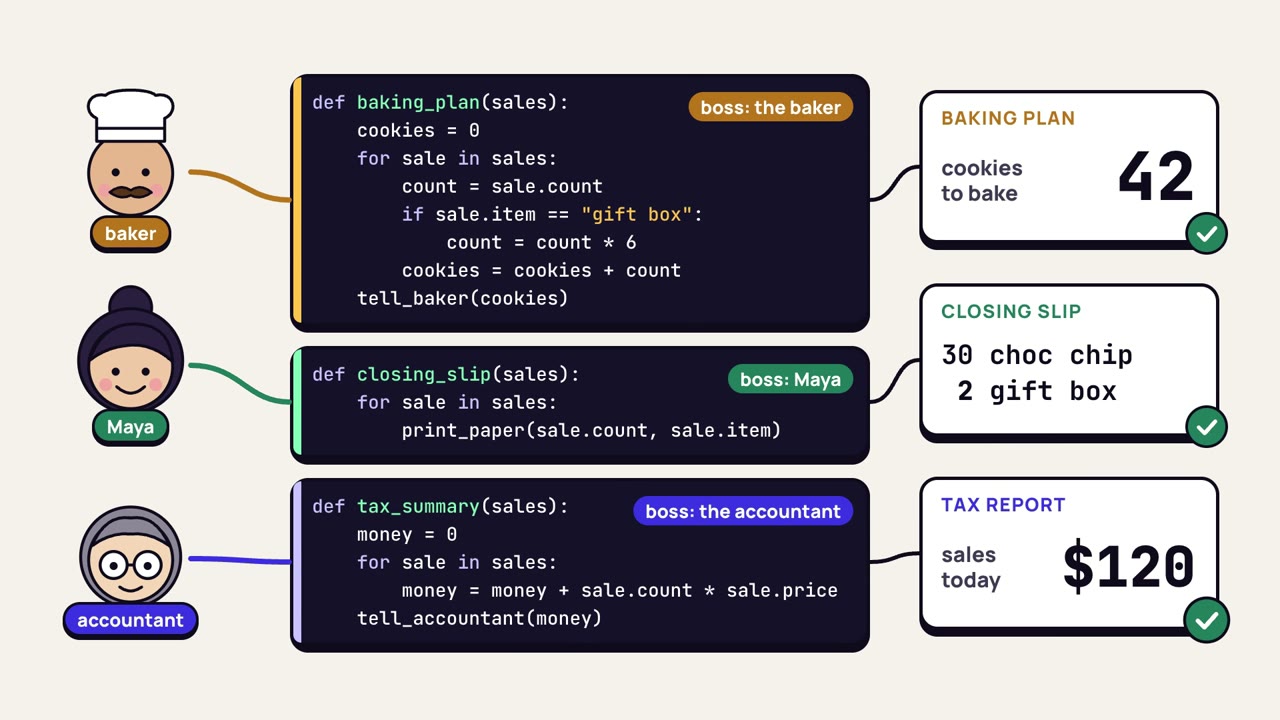 baker
def baking_plan(sales):
boss: the baker
    cookies = 0
    for sale in sales:
        count = sale.count
        if sale.item == "gift box":
            count = count * 6
        cookies = cookies + count
    tell_baker(cookies)
BAKING PLAN
cookies
to bake
42
Maya
def closing_slip(sales):
boss: Maya
    for sale in sales:
        print_paper(sale.count, sale.item)
CLOSING SLIP
30 choc chip
 2 gift box
accountant
def tax_summary(sales):
boss: the accountant
    money = 0
    for sale in sales:
        money = money + sale.count * sale.price
    tell_accountant(money)
TAX REPORT
sales
today
$120